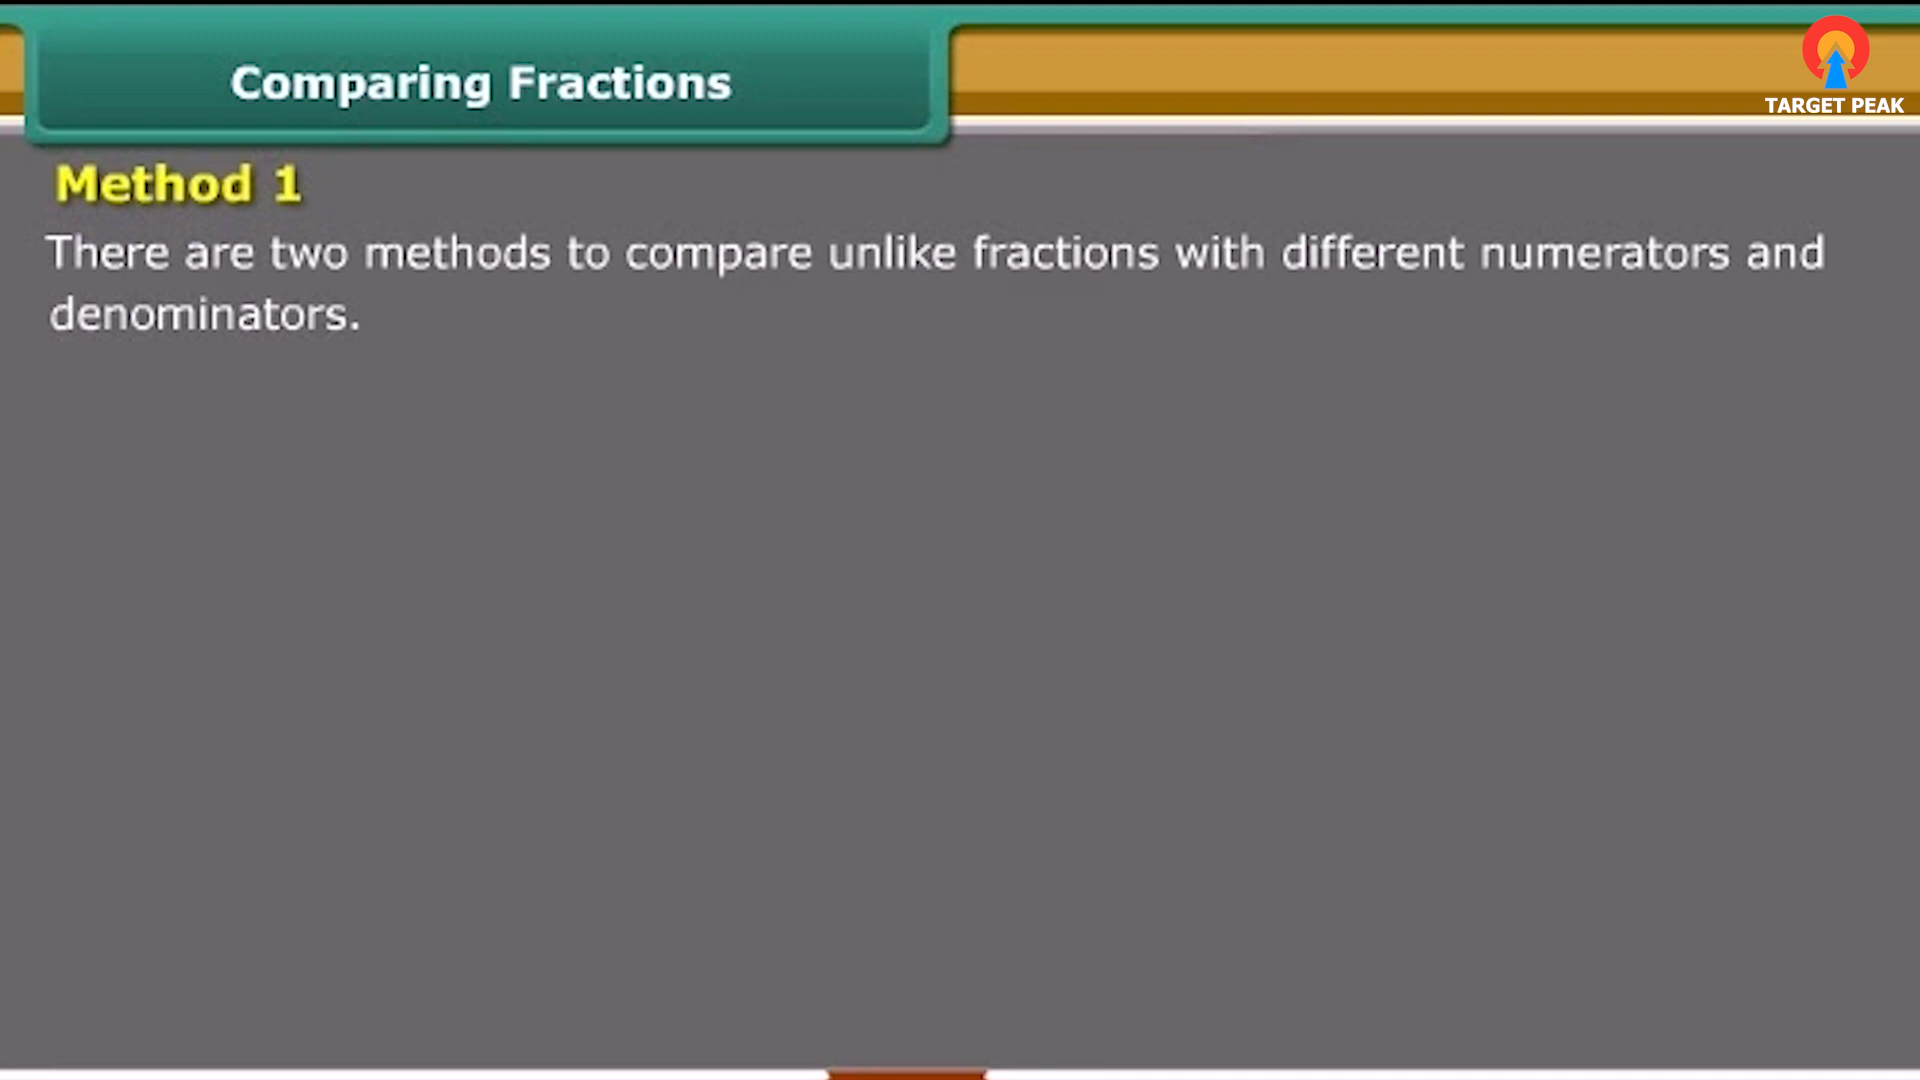 Comparing Fractions
TARGET PEAK
Method 1
There are two methods to compare unlike fractions with different numerators and
denominators.